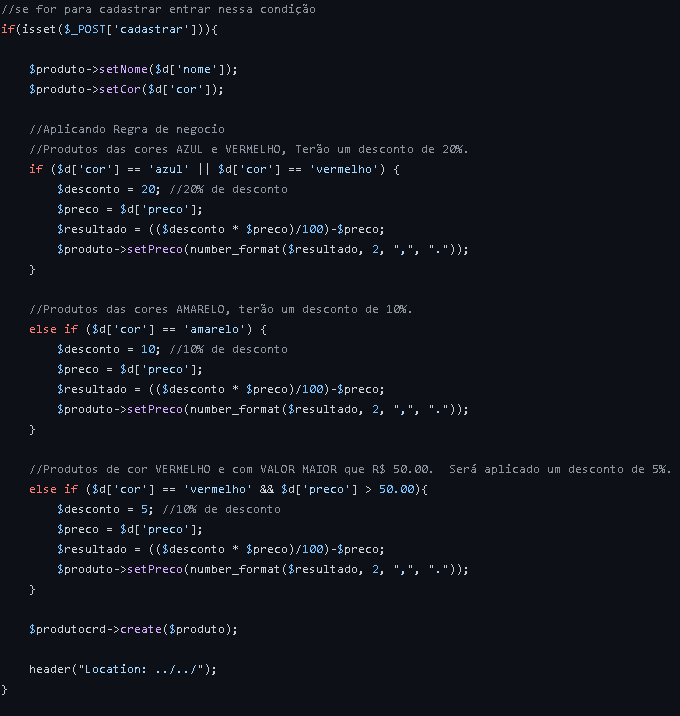 //se for para cadastrar entrar nessa condição
if(isset($_POST['cadastrar'])){
$produto->setNome($d['nome']);
$produto->setCor($d['cor']);
//Aplicando Regra de negocio
//Produtos das cores AZUL e VERMELHO, Terão um desconto de 20%.
if ($d['cor'] == 'azul' || $d['cor'] == 'vermelho') {
$desconto = 20; //20% de desconto
$preco = $d['preco'];
$resultado = (($desconto * $preco)/100)-$preco;
$produto->setPreco(number_format($resultado, 2, ",", "."));
}
//Produtos das cores AMARELO, terão um desconto de 10%.
else if ($d['cor'] == 'amarelo') {
$desconto = 10; //10% de desconto
$preco = $d['preco'];
$resultado = (($desconto * $preco)/100)-$preco;
$produto->setPreco(number_format($resultado, 2, ",", "."));
}
//Produtos de cor VERMELHO e com VALOR MAIOR que R$ 50.00.  Será aplicado um desconto de 5%.
else if ($d['cor'] == 'vermelho' && $d['preco'] > 50.00){
$desconto = 5; //10% de desconto
$preco = $d['preco'];
$resultado = (($desconto * $preco)/100)-$preco;
$produto->setPreco(number_format($resultado, 2, ",", "."));
}
$produtocrd->create($produto);
header("Location: ../../");
}